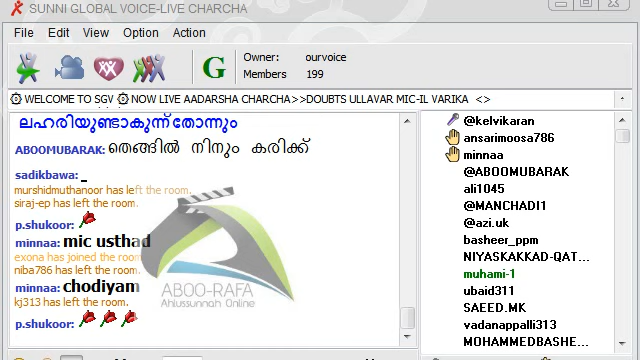 SUNNI GLOBAL VOICE-LIVE CHARCHA
File Edit View Option Action
G
Owner: ourvoice
Members 199
WELCOME TO SGV NOW LIVE AADARSHA CHARCHA>>DOUBTS ULLAVAR MIC-IL VARIKA <>
ലഹരിയുണ്ടാകുന്ന് തോന്നും
ABOOMUBARAK: തെങ്ങില്‍ നിനും കരിക്ക്
sadikbawa: _
murshidmuthanoor has left the room.
siraj-ep has left the room.
p.shukoor:
minnaa: mic usthad
exona has joined the room.
niba786 has left the room.
minnaa: chodiyam
kj313 has left the room.
p.shukoor:
ABOO-RAFA
Ahlussunnah Online
@kelvikaran
ansarimoosa786
minnaa
@ABOOMUBARAK
ali1045
@MANCHADI1
@azi.uk
basheer_ppm
NIYASKAKKAD-QAT...
muhami-1
ubaid311
SAEED.MK
vadanappalli313
MOHAMMEDBASHE...